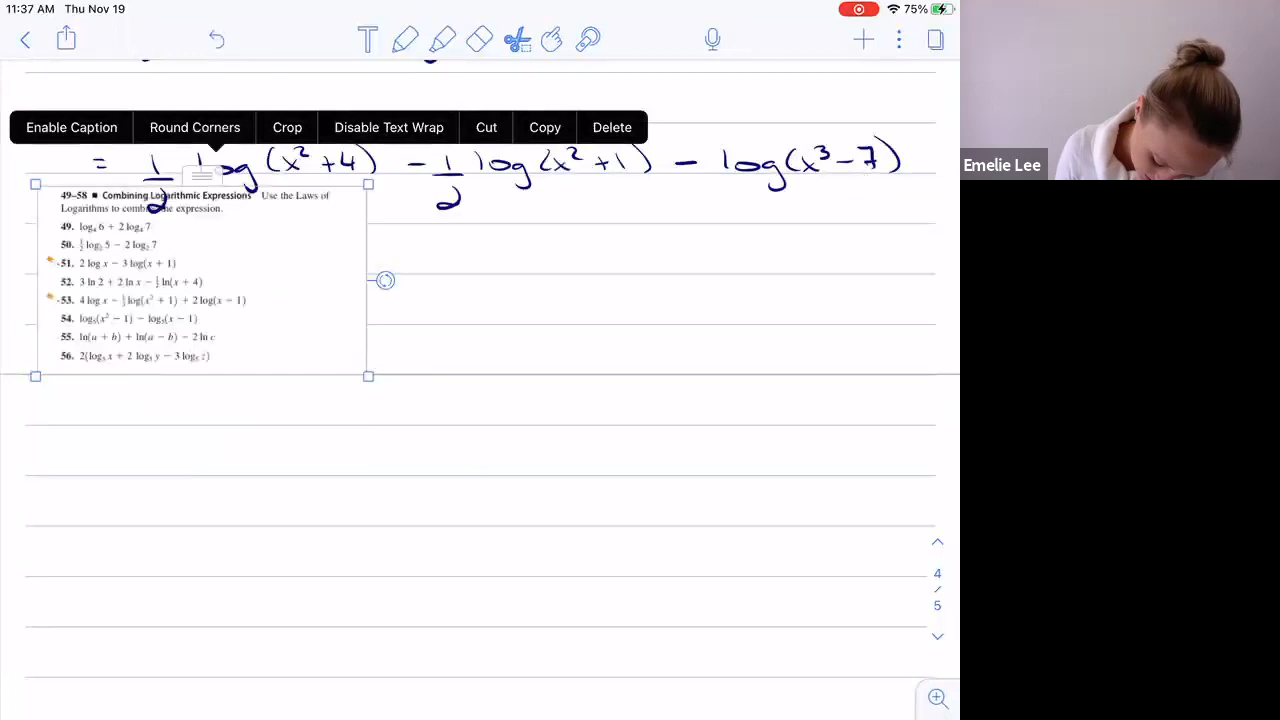 11:37 AM Thu Nov 19
75%
Enable Caption Round Corners Crop Disable Text Wrap Cut Copy Delete
= 1/2 log(x² + 4) - 1/2 log(x² + 1) - log(x³ - 7)
Emelie Lee
49–58 ■ Combining Logarithmic Expressions Use the Laws of
Logarithms to combine the expression.
49. log₄ 6 + 2 log₄ 7
50. ½ log₂ 5 − 2 log₂ 7
51. 2 log x − 3 log(x + 1)
52. 3 ln 2 + 2 ln x − ½ ln(x + 4)
53. 4 log x − ⅓ log(x² + 1) + 2 log(x − 1)
54. log₅(x² − 1) − log₅(x − 1)
55. ln(a + b) + ln(a − b) − 2 ln c
56. 2(log₅ x + 2 log₅ y − 3 log₅ z)
4
/
5